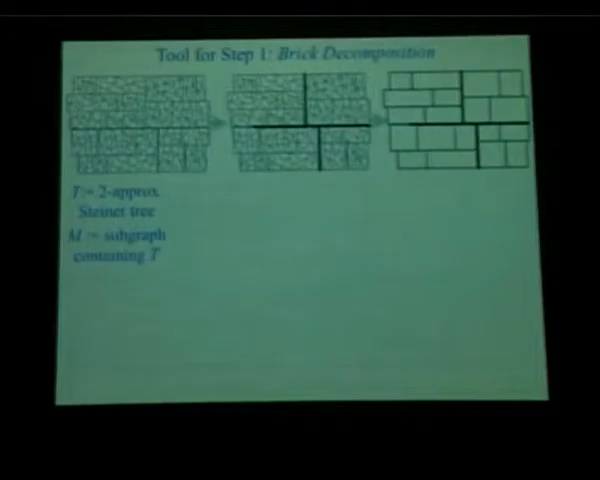 Tool for Step 1: Brick Decomposition
T := 2-approx.
Steiner tree
M := subgraph
containing T